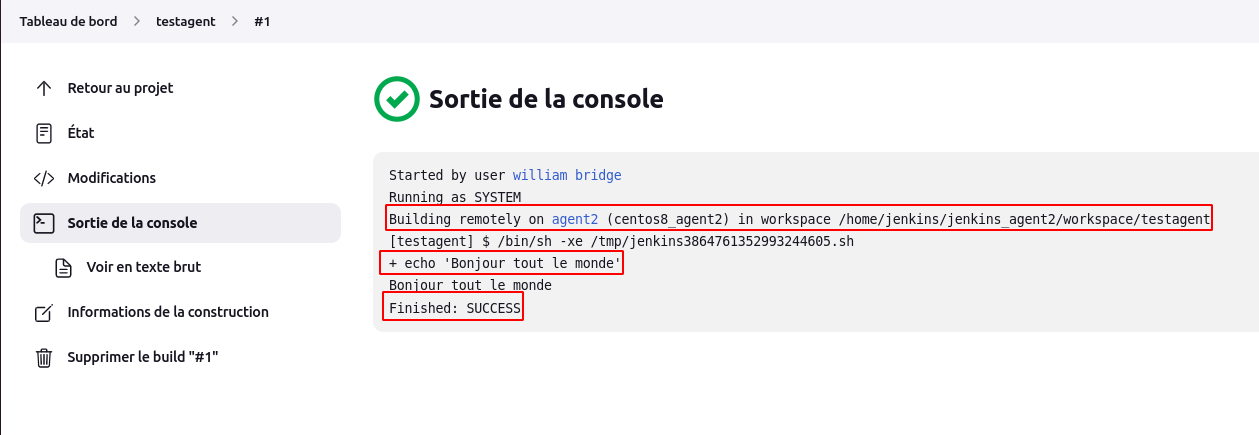 Tableau de bord > testagent > #1
Retour au projet
État
Modifications
Sortie de la console
Voir en texte brut
Informations de la construction
Supprimer le build "#1"
Sortie de la console
Started by user william bridge
Running as SYSTEM
Building remotely on agent2 (centos8_agent2) in workspace /home/jenkins/jenkins_agent2/workspace/testagent
[testagent] $ /bin/sh -xe /tmp/jenkins3864761352993244605.sh
+ echo 'Bonjour tout le monde'
Bonjour tout le monde
Finished: SUCCESS